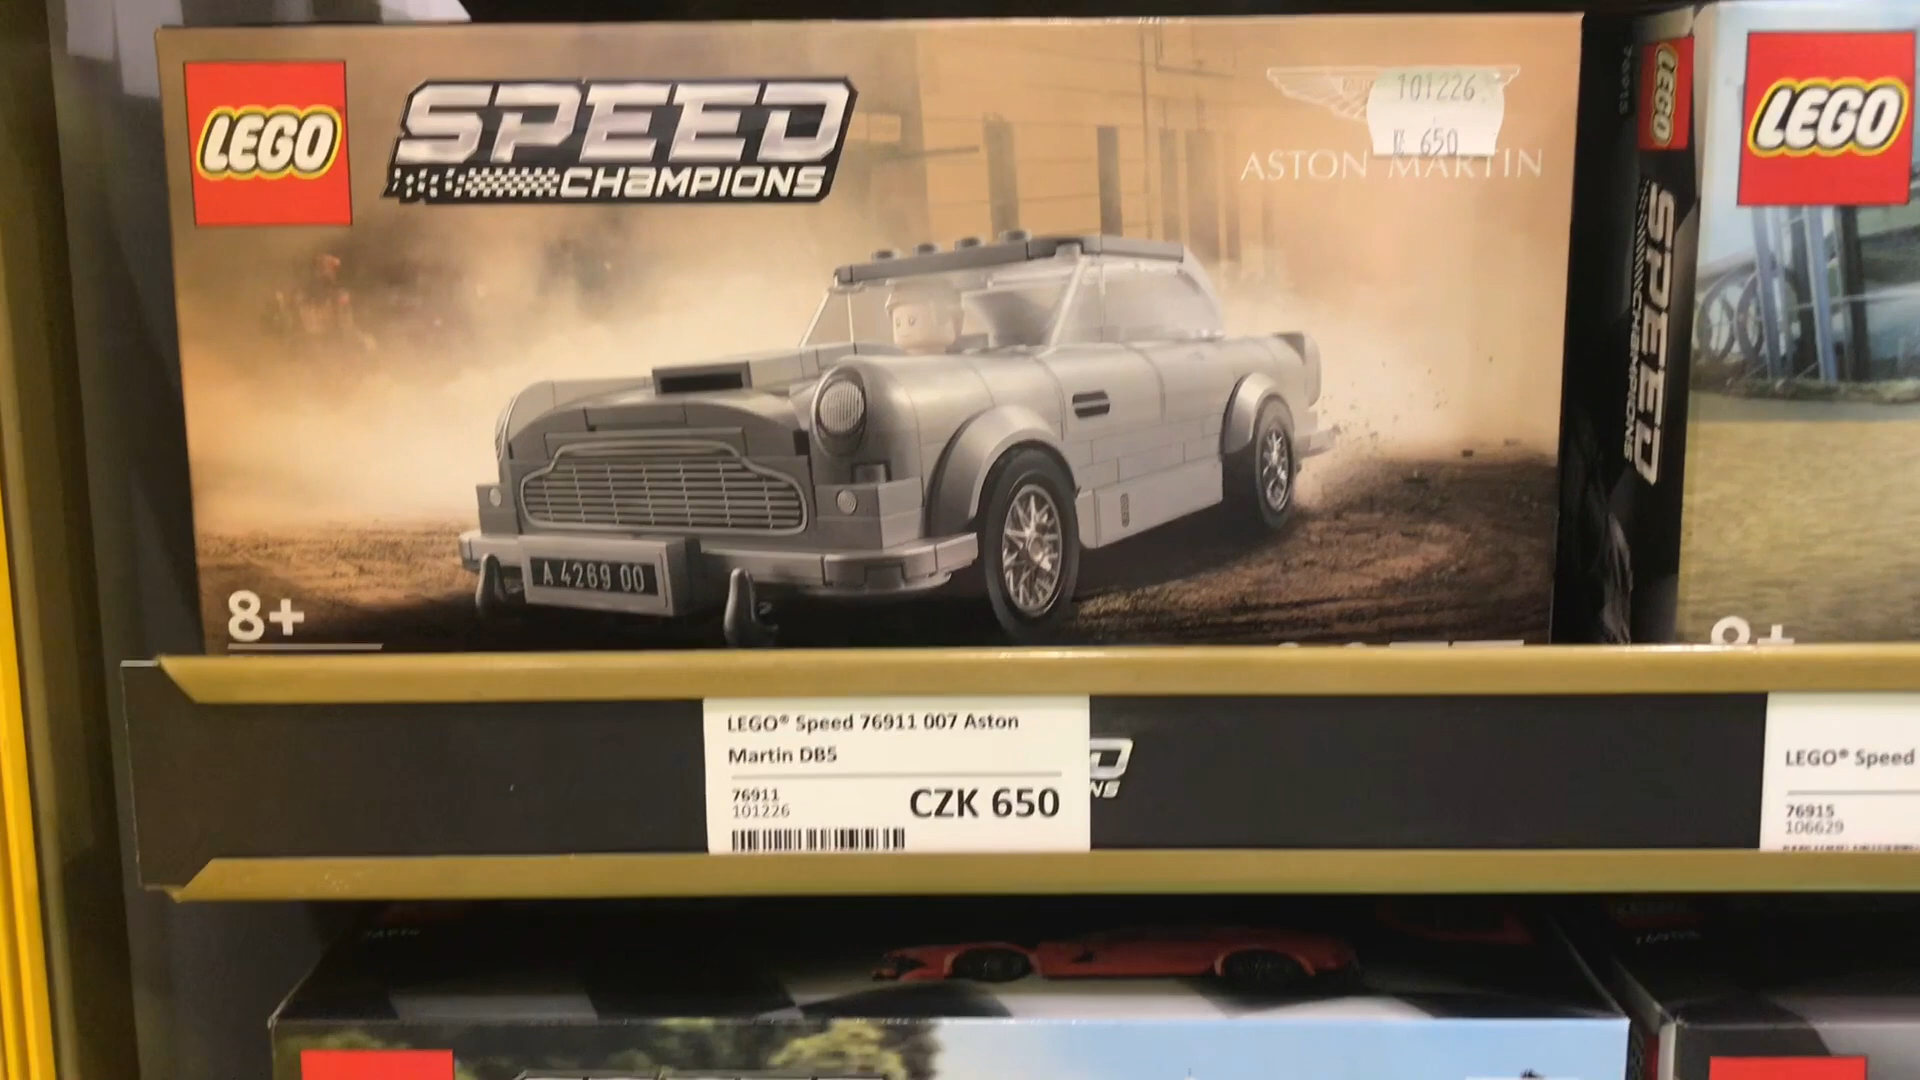 LEGO
SPEED
CHAMPIONS
101226
Kč 650
ASTON MARTIN
A 4269 00
8+
LEGO
SPEED
CHAMPIONS
LEGO
LEGO® Speed 76911 007 Aston
Martin DB5
76911
101226
CZK 650
LEGO® Speed
76915
106629